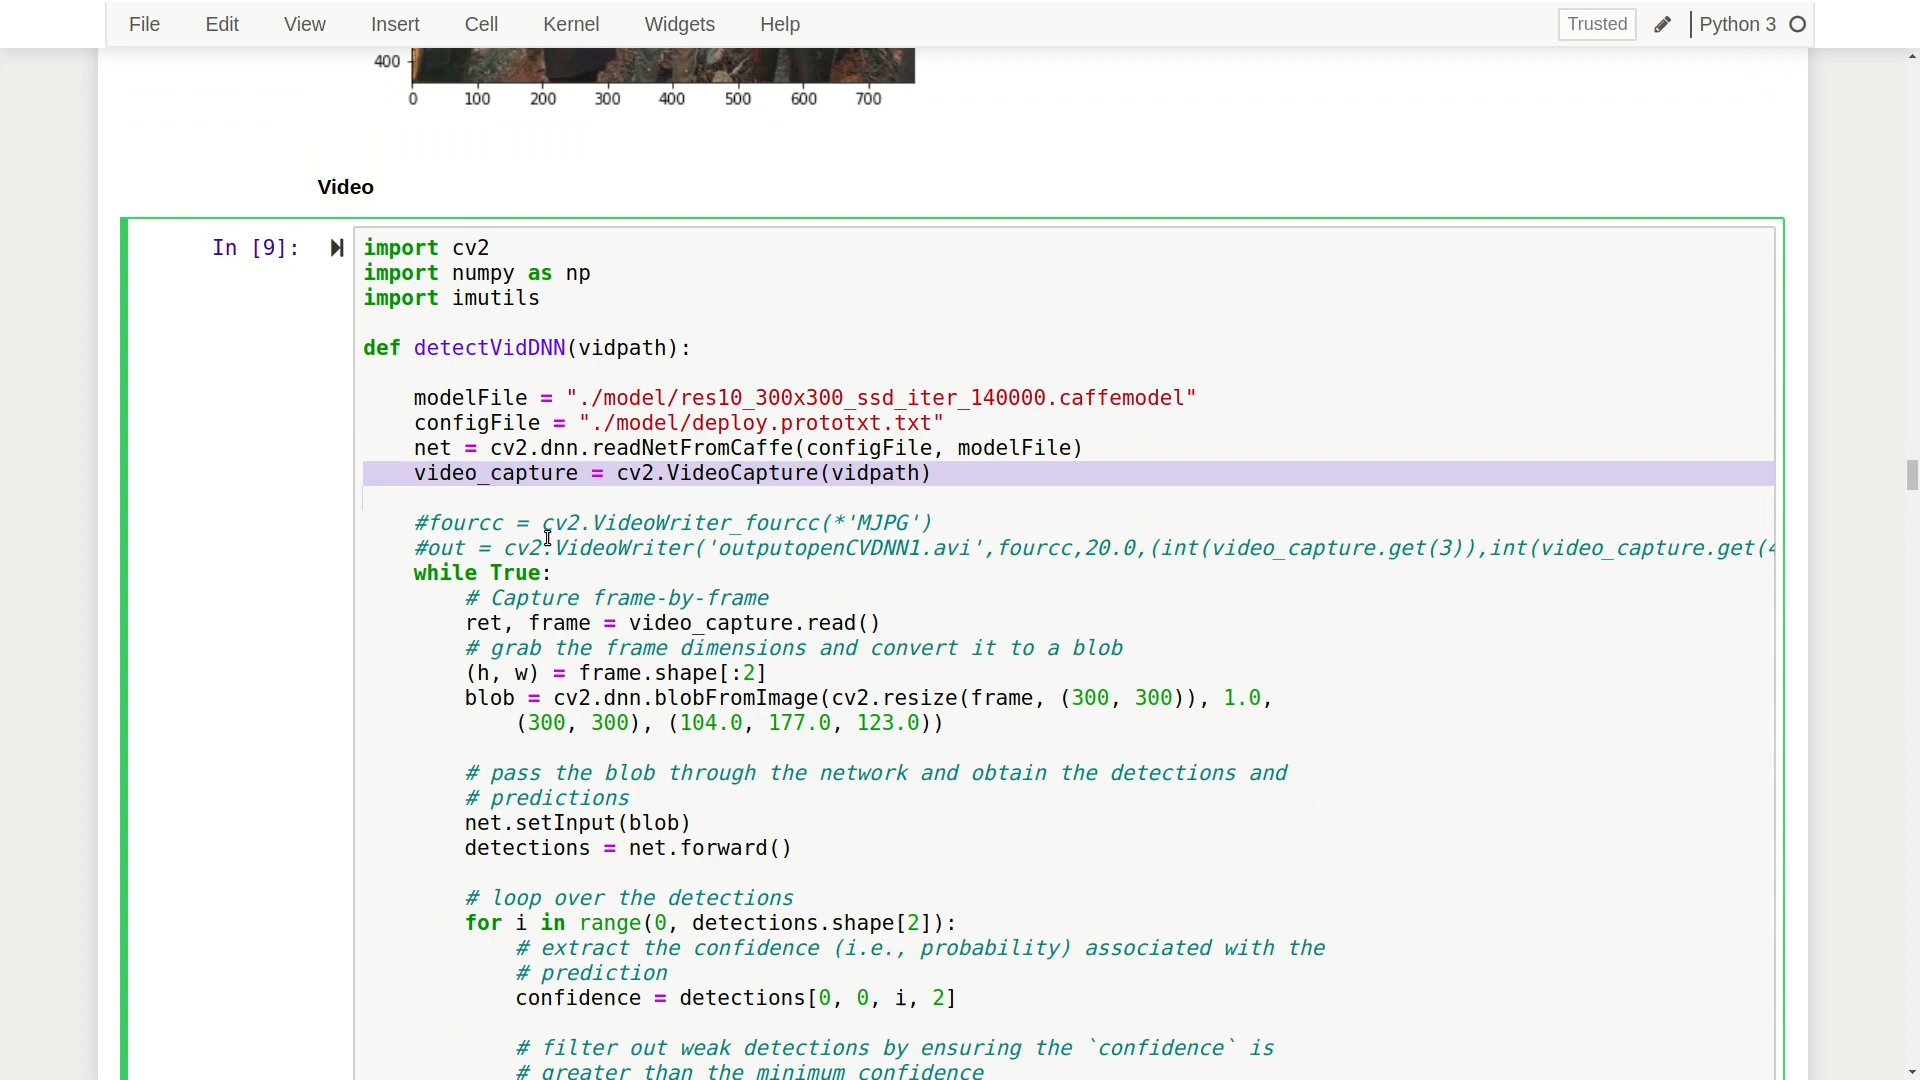 File Edit View Insert Cell Kernel Widgets Help Trusted Python 3
400
0 100 200 300 400 500 600 700
Video
In [9]:
import cv2
import numpy as np
import imutils
def detectVidDNN(vidpath):
    modelFile = "./model/res10_300x300_ssd_iter_140000.caffemodel"
    configFile = "./model/deploy.prototxt.txt"
    net = cv2.dnn.readNetFromCaffe(configFile, modelFile)
    video_capture = cv2.VideoCapture(vidpath)
    #fourcc = cv2.VideoWriter_fourcc(*'MJPG')
    #out = cv2.VideoWriter('outputopenCVDNN1.avi',fourcc,20.0,(int(video_capture.get(3)),int(video_capture.get(4
    while True:
        # Capture frame-by-frame
        ret, frame = video_capture.read()
        # grab the frame dimensions and convert it to a blob
        (h, w) = frame.shape[:2]
        blob = cv2.dnn.blobFromImage(cv2.resize(frame, (300, 300)), 1.0,
            (300, 300), (104.0, 177.0, 123.0))
        # pass the blob through the network and obtain the detections and
        # predictions
        net.setInput(blob)
        detections = net.forward()
        # loop over the detections
        for i in range(0, detections.shape[2]):
            # extract the confidence (i.e., probability) associated with the
            # prediction
            confidence = detections[0, 0, i, 2]
            # filter out weak detections by ensuring the `confidence` is
            # greater than the minimum confidence